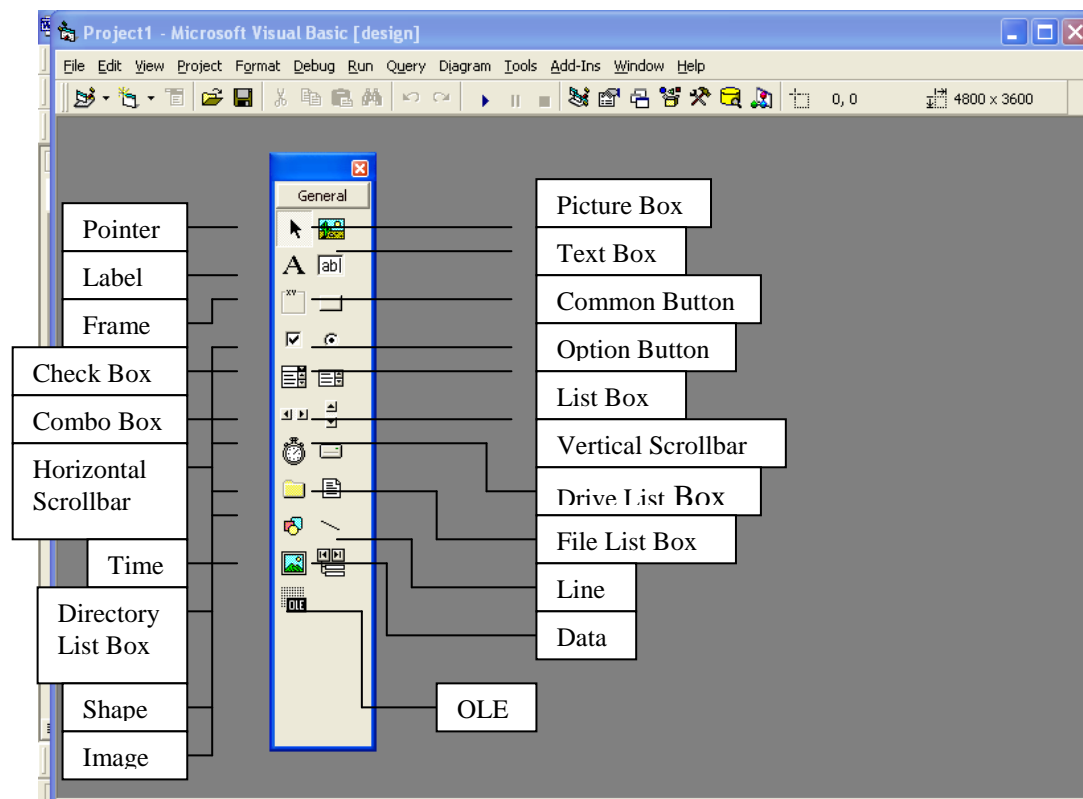 Project1 - Microsoft Visual Basic [design]
File Edit View Project Format Debug Run Query Diagram Tools Add-Ins Window Help
0, 0 4800 x 3600
General
A ab|
XY
OLE
Pointer
Label
Frame
Check Box
Combo Box
Horizontal
Scrollbar
Time
Directory
List Box
Shape
Image
Picture Box
Text Box
Common Button
Option Button
List Box
Vertical Scrollbar
Drive List Box
File List Box
Line
Data
OLE